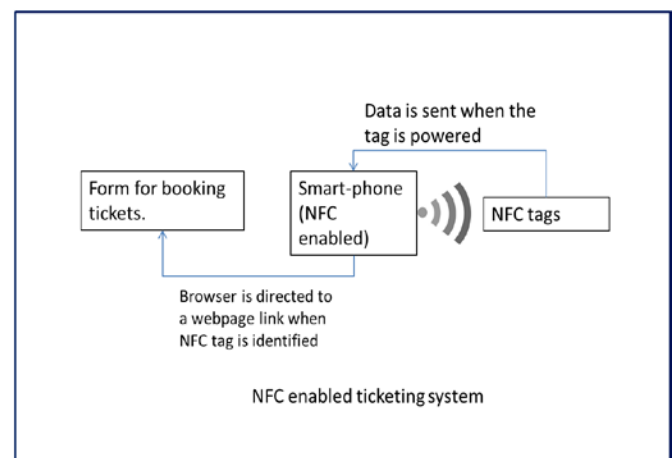 Data is sent when the
tag is powered
Form for booking
tickets.
Smart-phone
(NFC
enabled)
NFC tags
Browser is directed to
a webpage link when
NFC tag is identified
NFC enabled ticketing system